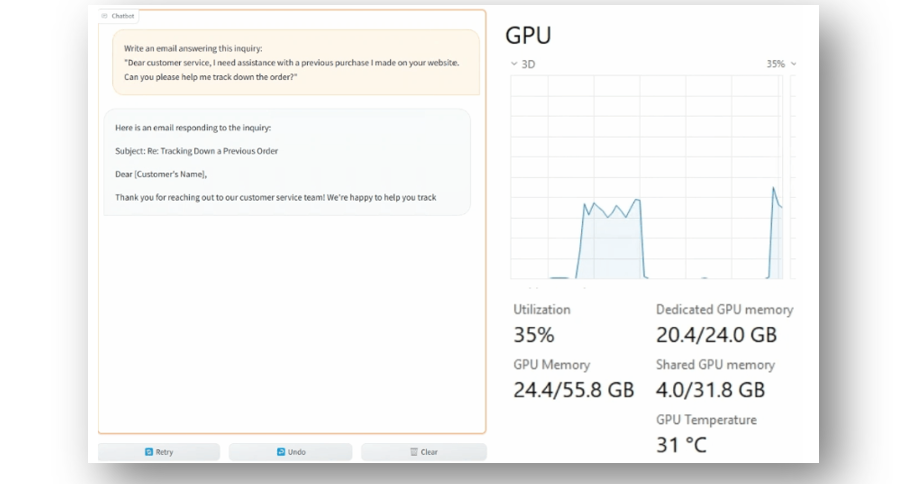 Chatbot
Write an email answering this inquiry:
"Dear customer service, I need assistance with a previous purchase I made on your website.
Can you please help me track down the order?"
Here is an email responding to the inquiry:
Subject: Re: Tracking Down a Previous Order
Dear [Customer's Name],
Thank you for reaching out to our customer service team! We're happy to help you track
Retry
Undo
Clear
GPU
3D
35%
Utilization
35%
Dedicated GPU memory
20.4/24.0 GB
GPU Memory
24.4/55.8 GB
Shared GPU memory
4.0/31.8 GB
GPU Temperature
31 °C